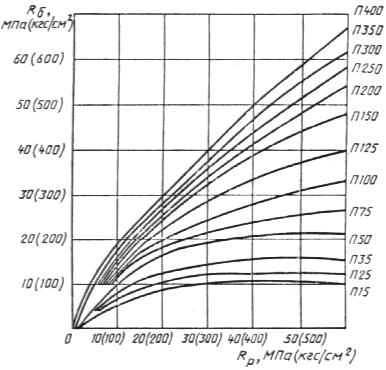 Rб,
МПа(кгс/см²)
60 (600)
50 (500)
40 (400)
30 (300)
20 (200)
10 (100)
0
10(100) 20(200) 30(300) 40(400) 50(500)
Rр, МПа(кгс/см²)
П400
П350
П300
П250
П200
П150
П125
П100
П75
П50
П35
П25
П15